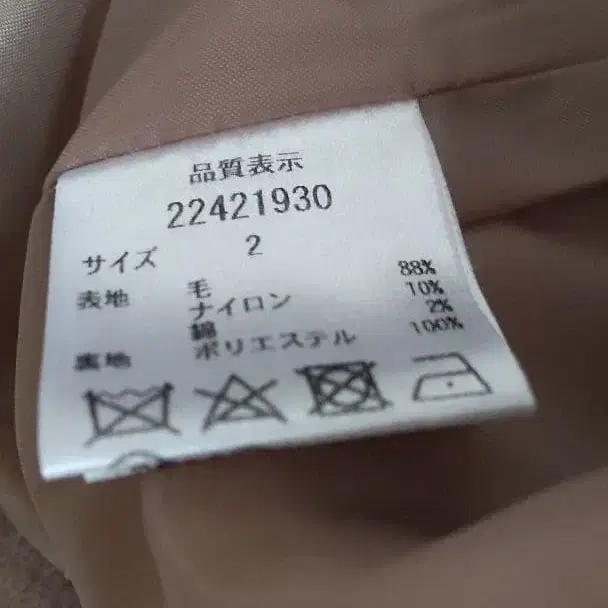 品質表示
22421930
サイズ 2
表地 毛 88%
ナイロン 10%
綿 2%
裏地 ポリエステル 100%